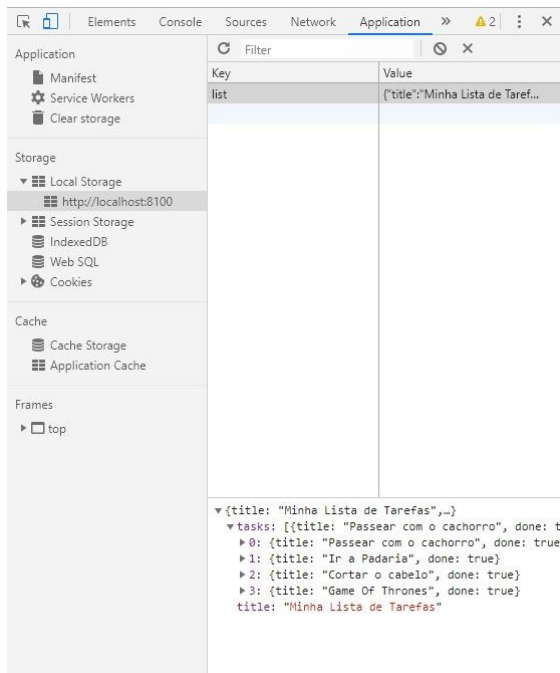 Elements Console Sources Network Application » 2
Application
Manifest
Service Workers
Clear storage
Storage
Local Storage
http://localhost:8100
Session Storage
IndexedDB
Web SQL
Cookies
Cache
Cache Storage
Application Cache
Frames
top
Filter
Key Value
list {"title":"Minha Lista de Taref...
{title: "Minha Lista de Tarefas",…}
tasks: [{title: "Passear com o cachorro", done: t
0: {title: "Passear com o cachorro", done: true
1: {title: "Ir a Padaria", done: true}
2: {title: "Cortar o cabelo", done: true}
3: {title: "Game Of Thrones", done: true}
title: "Minha Lista de Tarefas"